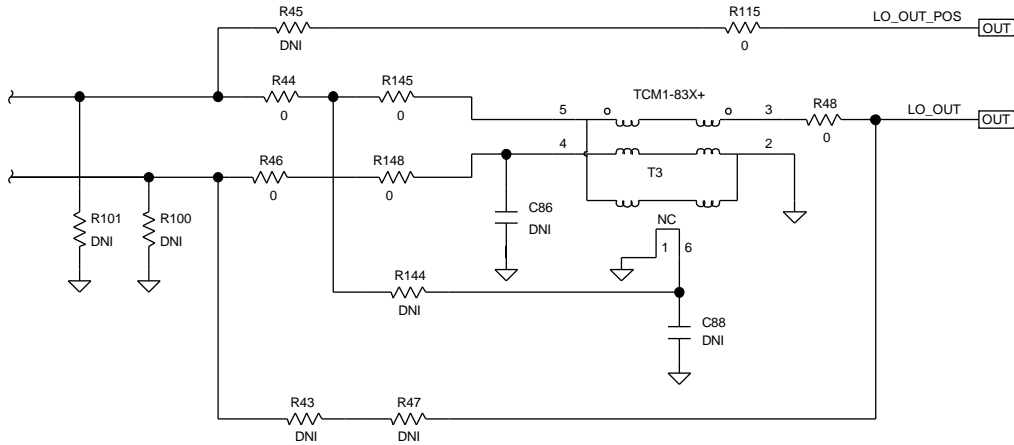 R45
DNI
R115
0
LO_OUT_POS
OUT
R44
0
R145
0
5
o
TCM1-83X+
o
3
R48
0
LO_OUT
OUT
R46
0
R148
0
4
T3
2
R101
DNI
R100
DNI
C86
DNI
NC
1
6
R144
DNI
C88
DNI
R43
DNI
R47
DNI